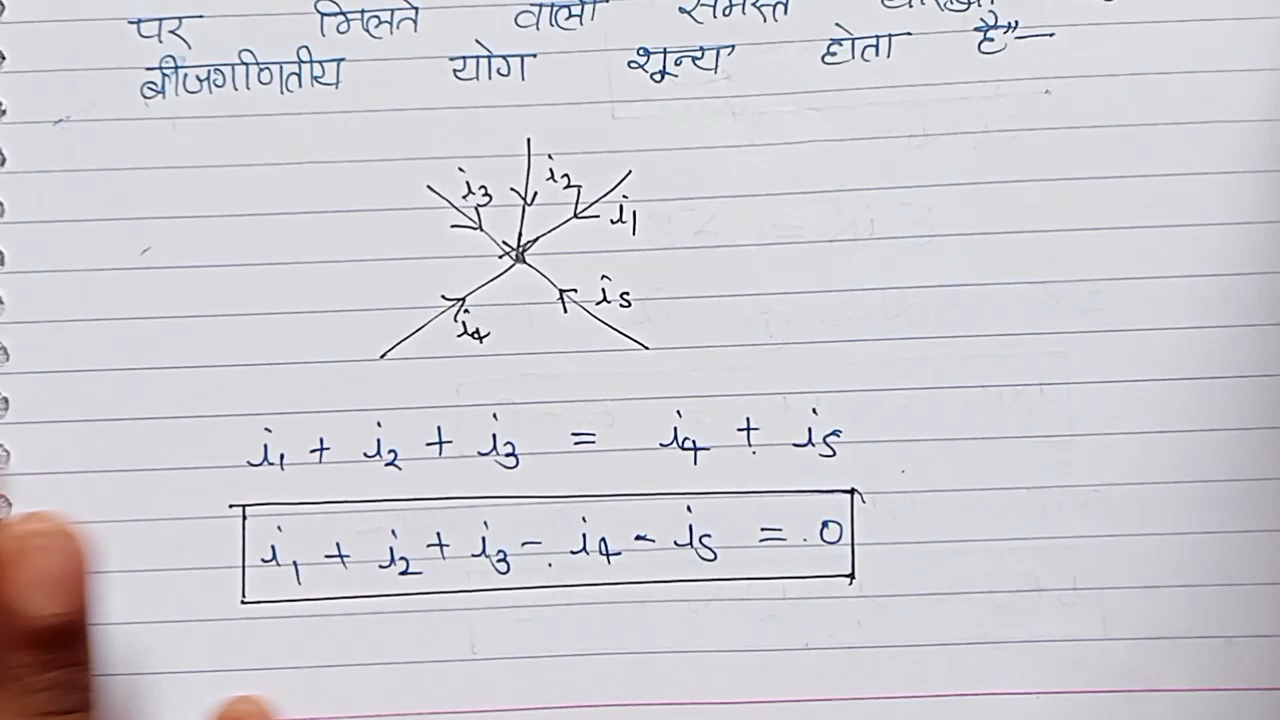 पर मिलते वाली समस्त
बीजगणितीय योग शून्य होता है”—
i₃ i₂ i₁
i₄ i₅
i₁ + i₂ + i₃ = i₄ + i₅
i₁ + i₂ + i₃ - i₄ - i₅ = 0